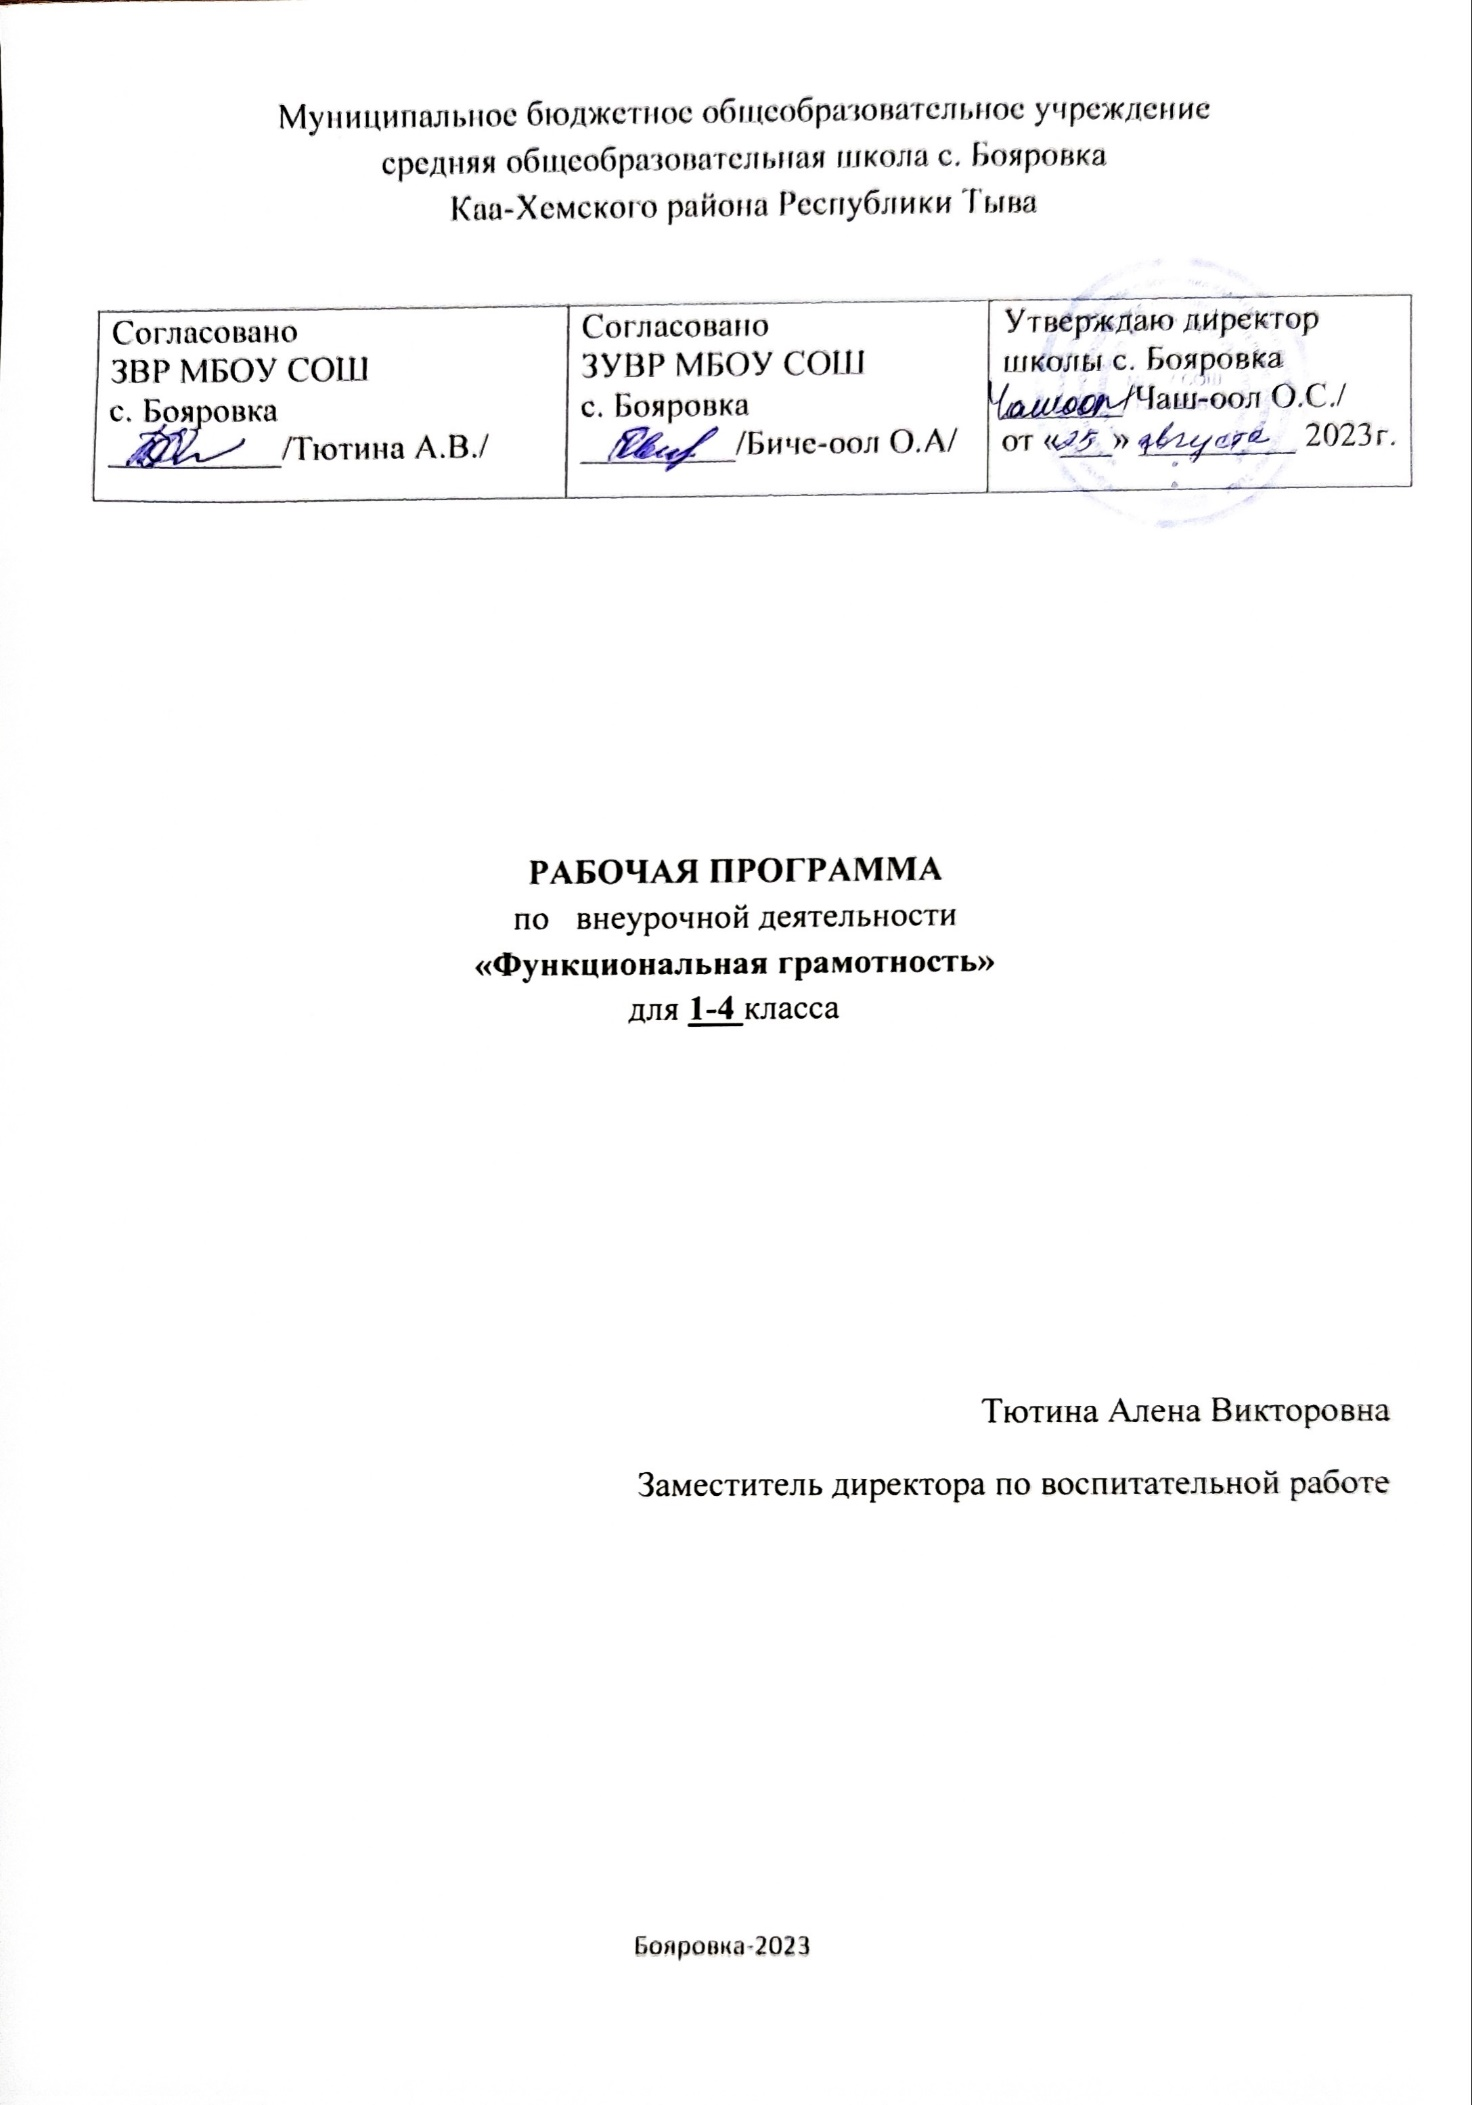 Муниципальное бюджетное общеобразовательное учреждение
средняя общеобразовательная школа с. Бояровка
Каа-Хемского района Республики Тыва
Согласовано
ЗВР МБОУ СОШ
с. Бояровка
/Тютина А.В./
Согласовано
ЗУВР МБОУ СОШ
с. Бояровка
/Биче-оол О.А/
Утверждаю директор
школы с. Бояровка
/Чаш-оол О.С./
от «25» августа 2023г.
РАБОЧАЯ ПРОГРАММА
по внеурочной деятельности
«Функциональная грамотность»
для 1-4 класса
Тютина Алена Викторовна
Заместитель директора по воспитательной работе
Бояровка-2023